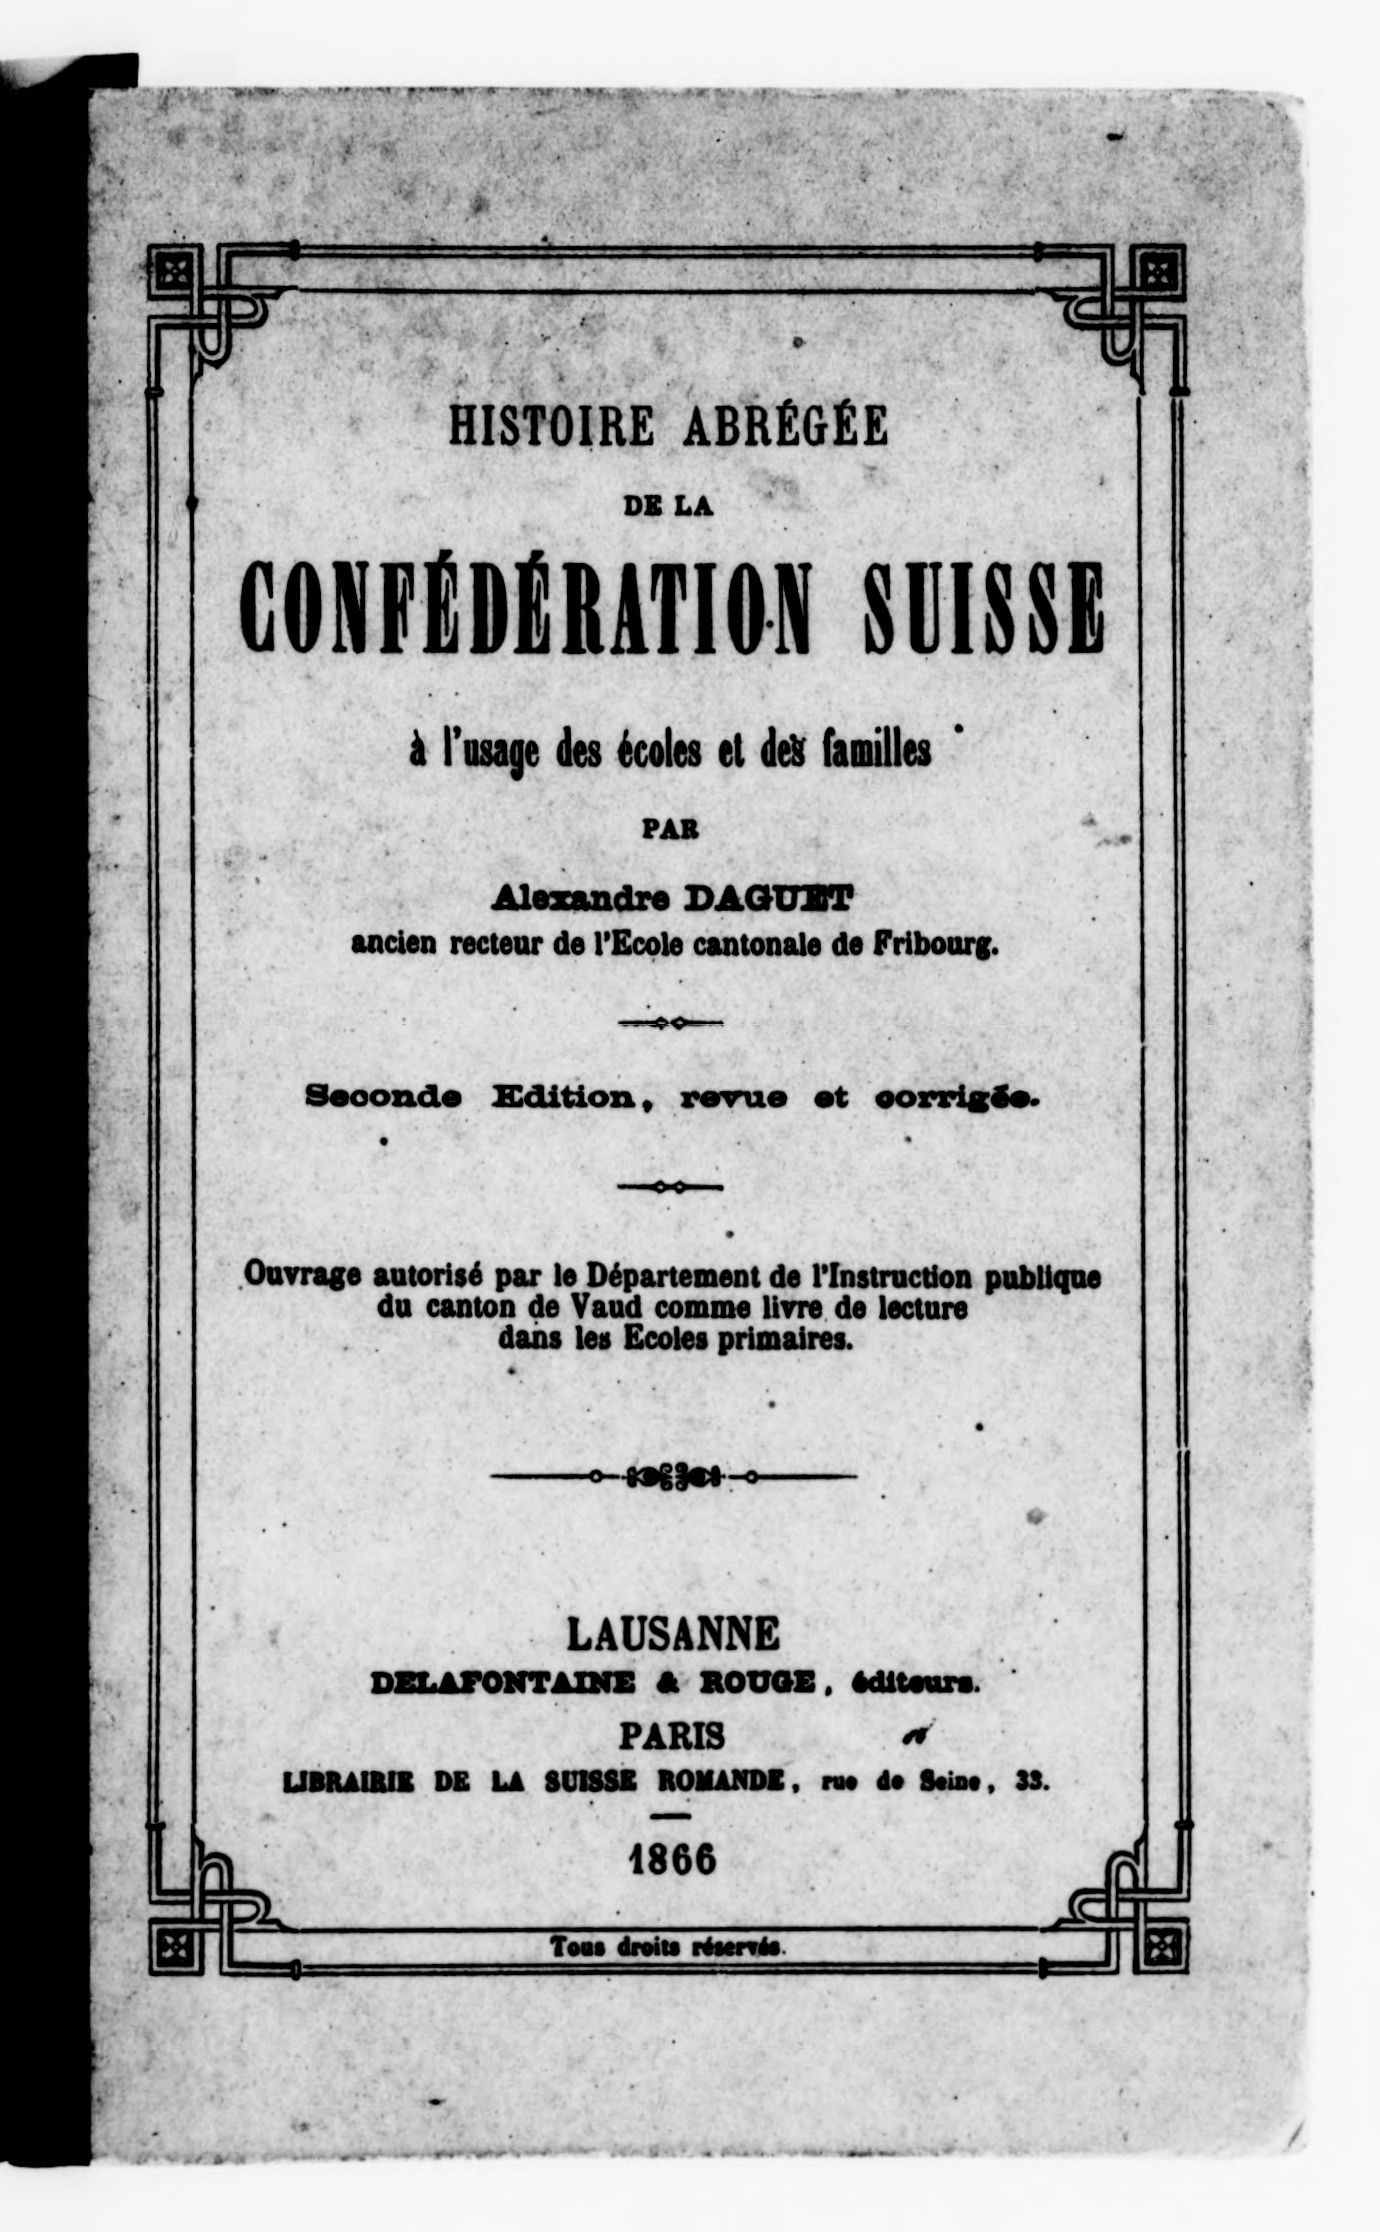 HISTOIRE ABRÉGÉE
DE LA
CONFÉDÉRATION SUISSE
à l'usage des écoles et des familles
PAR
Alexandre DAGUET
ancien recteur de l'Ecole cantonale de Fribourg.
Seconde Edition, revue et corrigée.
Ouvrage autorisé par le Département de l'Instruction publique
du canton de Vaud comme livre de lecture
dans les Ecoles primaires.
LAUSANNE
DELAFONTAINE & ROUGE, éditeurs.
PARIS
LIBRAIRIE DE LA SUISSE ROMANDE, rue de Seine, 33.
1866
Tous droits réservés.